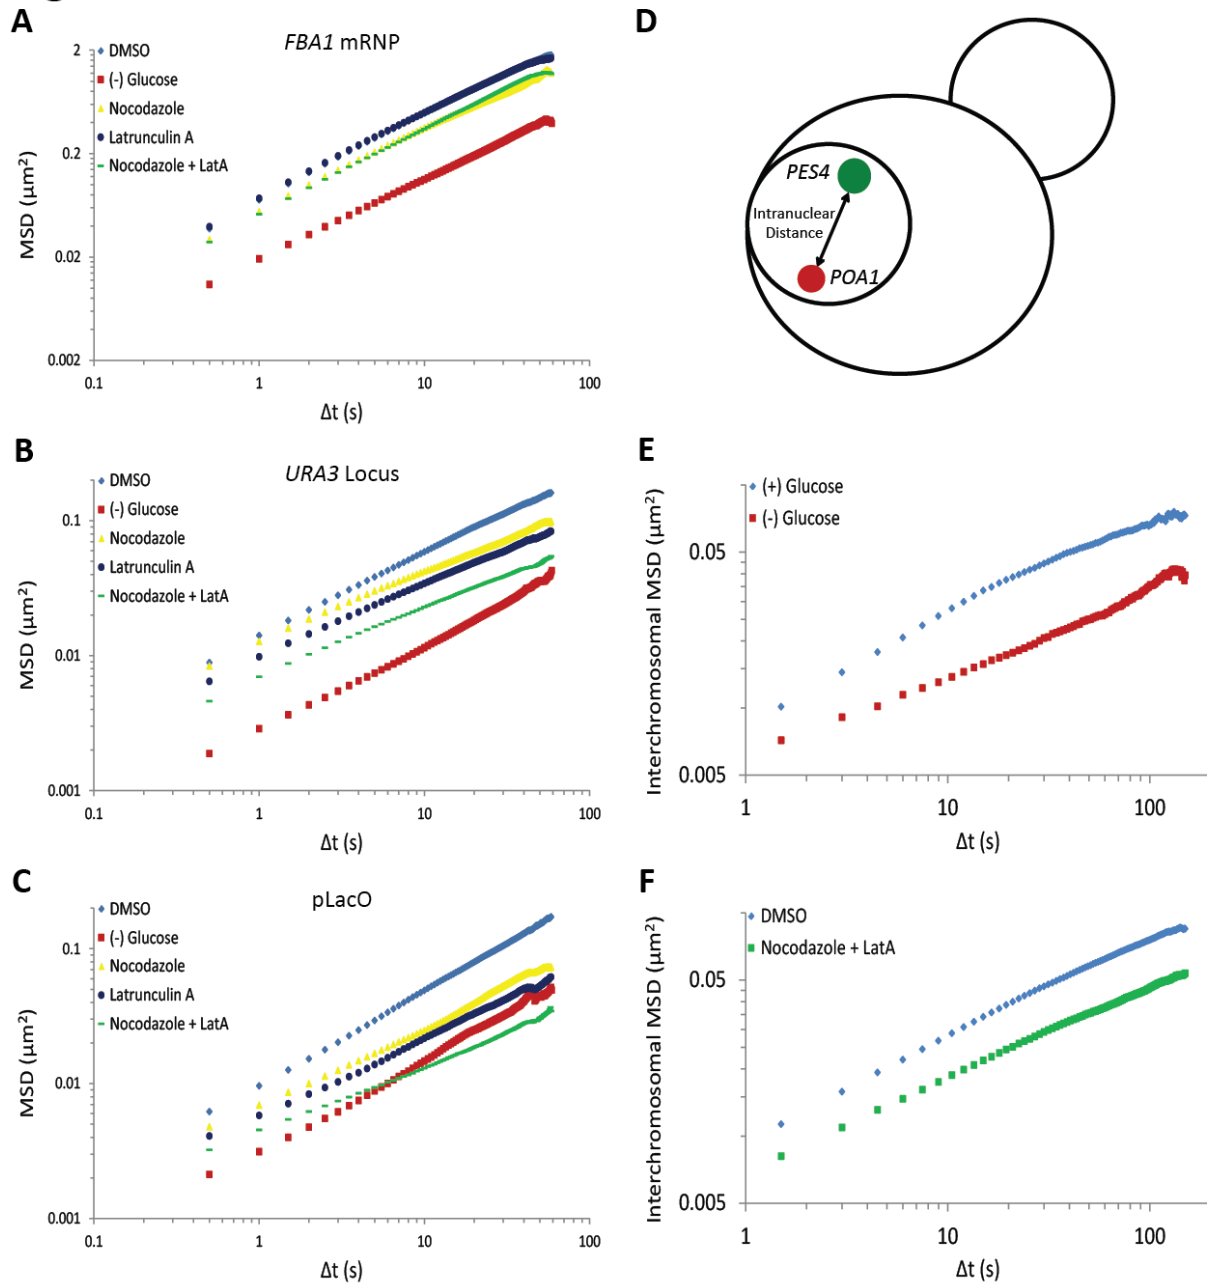 A
FBA1 mRNP
DMSO
(-) Glucose
Nocodazole
Latrunculin A
Nocodazole + LatA
MSD (µm²)
2
0.2
0.02
0.002
0.1
1
10
100
Δt (s)
B
URA3 Locus
DMSO
(-) Glucose
Nocodazole
Latrunculin A
Nocodazole + LatA
MSD (µm²)
0.1
0.01
0.001
0.1
1
10
100
Δt (s)
C
pLacO
DMSO
(-) Glucose
Nocodazole
Latrunculin A
Nocodazole + LatA
MSD (µm²)
0.1
0.01
0.001
0.1
1
10
100
Δt (s)
D
PES4
Intranuclear
Distance
POA1
E
(+) Glucose
(-) Glucose
Interchromosomal MSD (µm²)
0.05
0.005
1
10
100
Δt (s)
F
DMSO
Nocodazole + LatA
Interchromosomal MSD (µm²)
0.05
0.005
1
10
100
Δt (s)